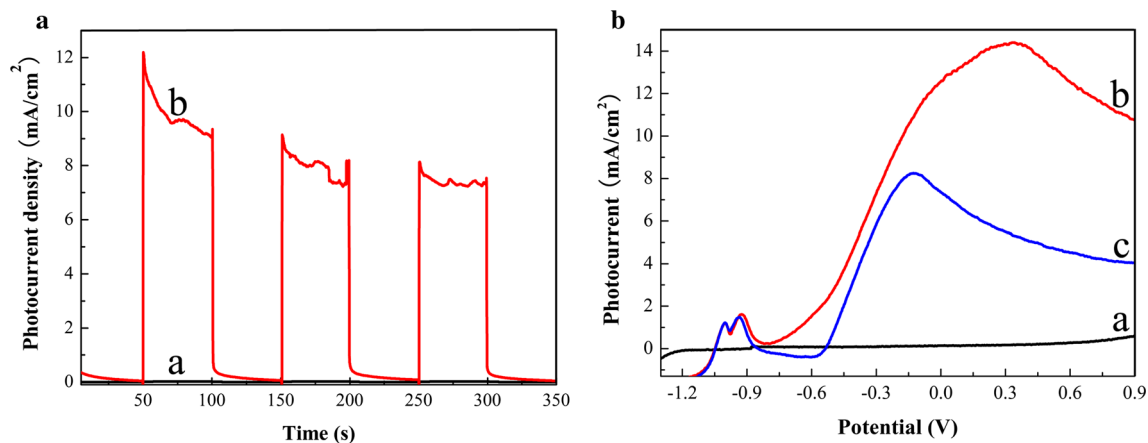 a
Photocurrent density (mA/cm²)
12
10
8
6
4
2
0
b
a
50 100 150 200 250 300 350
Time (s)
b
Photocurrent (mA/cm²)
14
12
10
8
6
4
2
0
b
c
a
-1.2 -0.9 -0.6 -0.3 0.0 0.3 0.6 0.9
Potential (V)